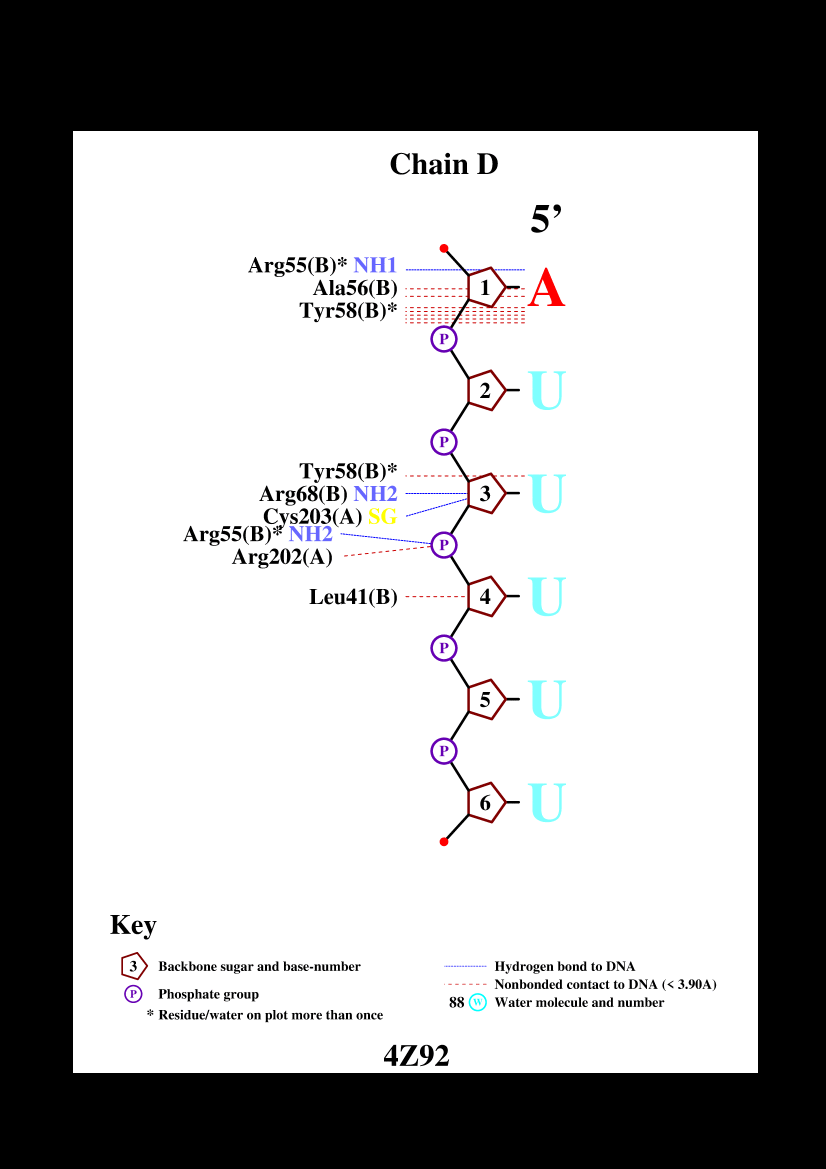 Chain D
5’
Arg55(B)* NH1
Ala56(B)
1
A
Tyr58(B)*
P
2
U
P
Tyr58(B)*
Arg68(B) NH2
3
U
Cys203(A) SG
Arg55(B)* NH2
P
Arg202(A)
Leu41(B)
4
U
P
5
U
P
6
U
Key
3 Backbone sugar and base-number
P Phosphate group
* Residue/water on plot more than once
Hydrogen bond to DNA
Nonbonded contact to DNA (< 3.90A)
88 W Water molecule and number
4Z92